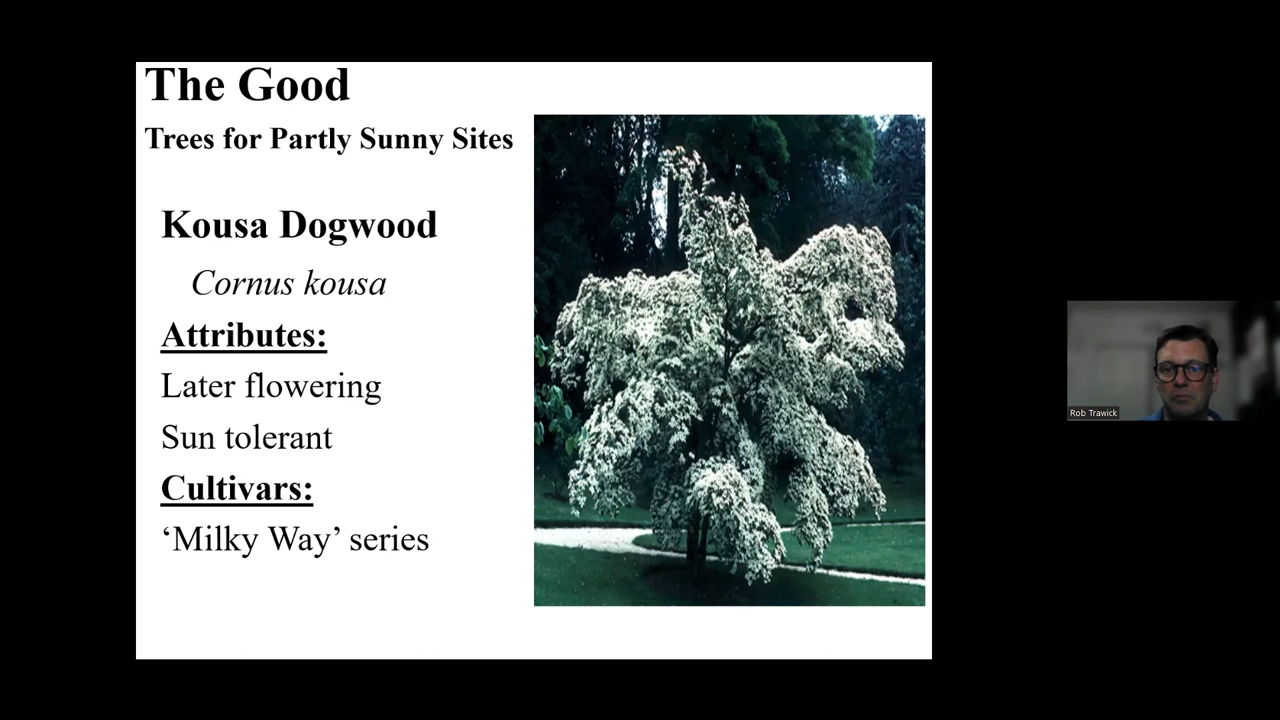 The Good
Trees for Partly Sunny Sites
Kousa Dogwood
Cornus kousa
Attributes:
Later flowering
Sun tolerant
Cultivars:
‘Milky Way’ series
Rob Trawick